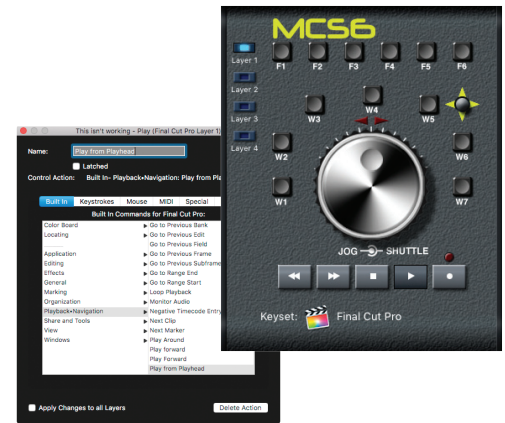 MCS6
Layer 1
F1 F2 F3 F4 F5 F6
Layer 2
W3 W4 W5
Layer 3
Layer 4
W2 W6
W1 W7
JOG SHUTTLE
Keyset: Final Cut Pro
This isn't working - Play (Final Cut Pro Layer 1)
Name: Play from Playhead
Latched
Control Action: Built In- Playback•Navigation: Play from
Built In Keystrokes Mouse MIDI Special
Built In Commands for Final Cut Pro:
Color Board Go to Previous Bank
Locating Go to Previous Edit
Go to Previous Field
Application Go to Previous Frame
Editing Go to Previous Subframe
Effects Go to Range End
General Go to Range Start
Marking Loop Playback
Organization Monitor Audio
Playback•Navigation Negative Timecode Entry
Share and Tools Next Clip
View Next Marker
Windows Play Around
Play forward
Play Forward
Play from Playhead
Apply Changes to all Layers Delete Action